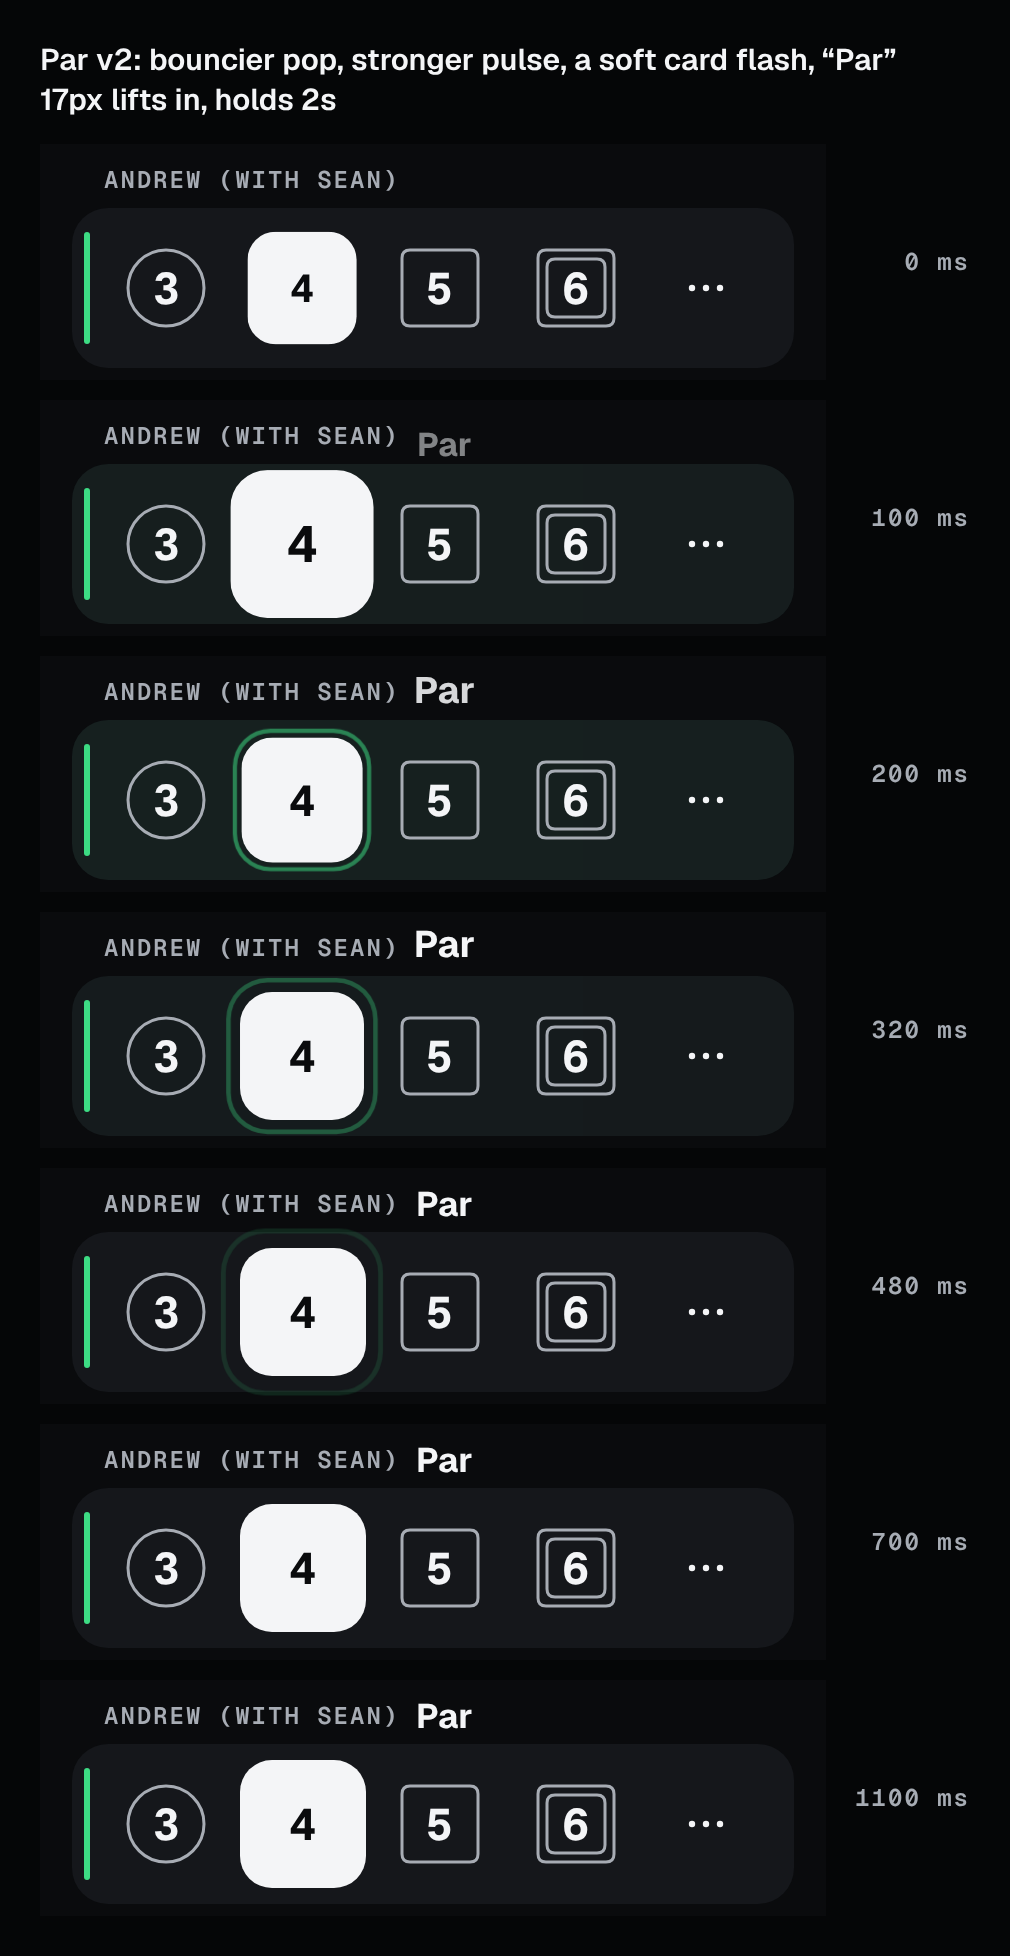 Par v2: bouncier pop, stronger pulse, a soft card flash, “Par”
17px lifts in, holds 2s
ANDREW (WITH SEAN)
3 4 5 6 ...
0 ms
ANDREW (WITH SEAN) Par
3 4 5 6 ...
100 ms
ANDREW (WITH SEAN) Par
3 4 5 6 ...
200 ms
ANDREW (WITH SEAN) Par
3 4 5 6 ...
320 ms
ANDREW (WITH SEAN) Par
3 4 5 6 ...
480 ms
ANDREW (WITH SEAN) Par
3 4 5 6 ...
700 ms
ANDREW (WITH SEAN) Par
3 4 5 6 ...
1100 ms